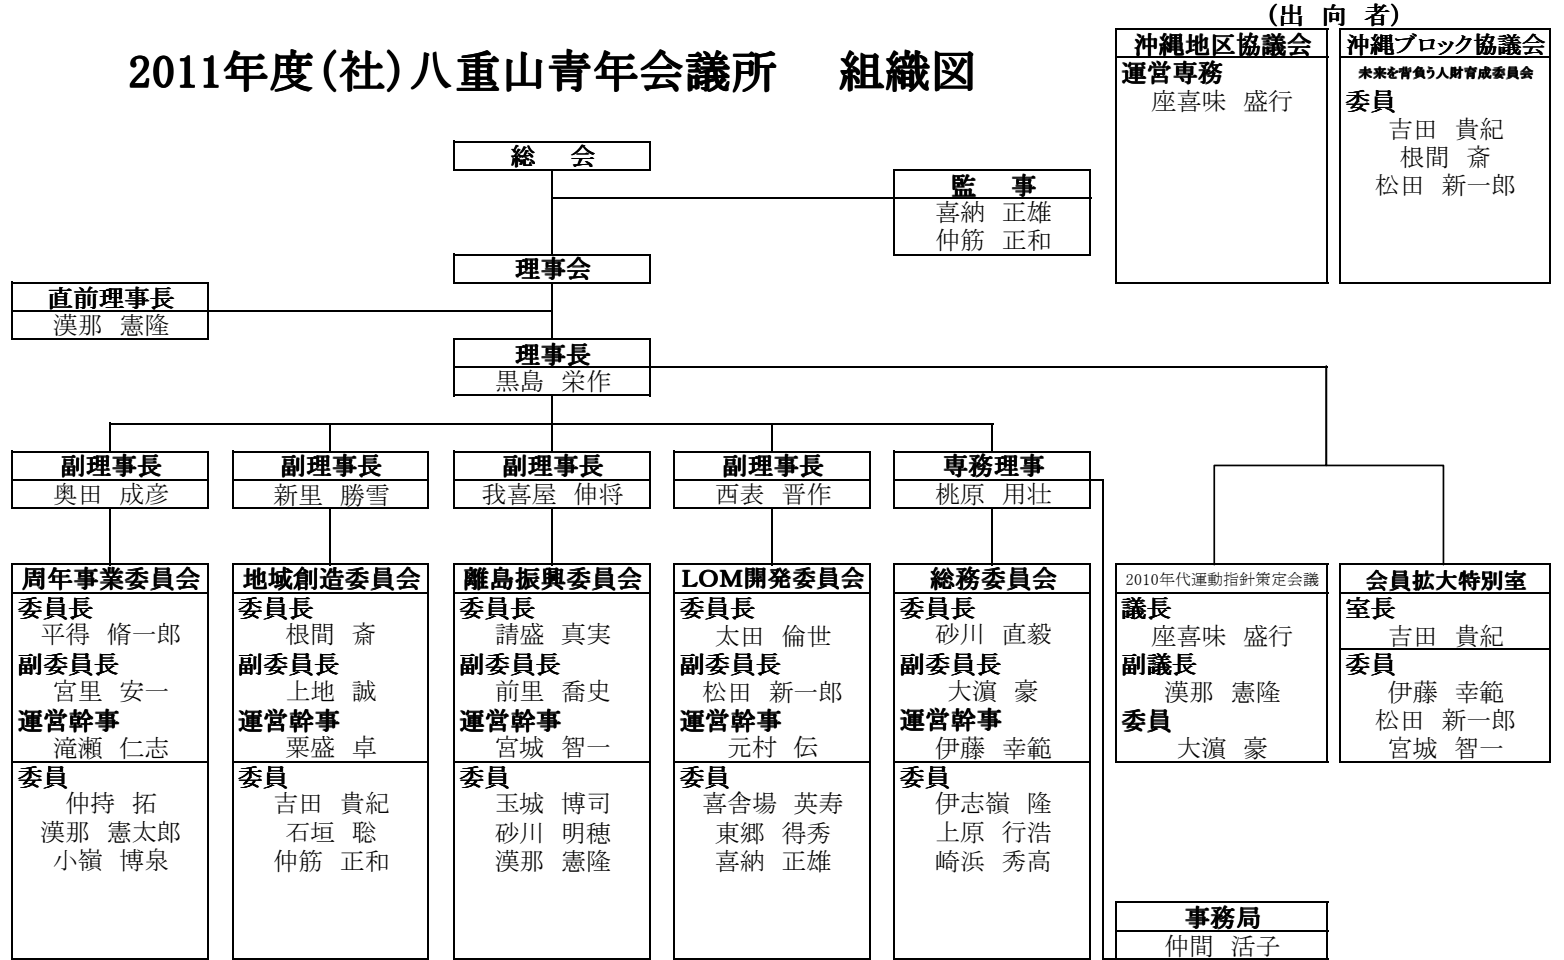 (出 向 者)
2011年度(社)八重山青年会議所 組織図
沖縄地区協議会
運営専務
座喜味 盛行
沖縄ブロック協議会
未来を背負う人財育成委員会
委員
吉田 貴紀
根間 斎
松田 新一郎
総 会
監 事
喜納 正雄
仲筋 正和
理事会
直前理事長
漢那 憲隆
理事長
黒島 栄作
副理事長
奥田 成彦
副理事長
新里 勝雪
副理事長
我喜屋 伸将
副理事長
西表 晋作
専務理事
桃原 用壮
周年事業委員会
委員長
平得 脩一郎
副委員長
宮里 安一
運営幹事
滝瀬 仁志
委員
仲持 拓
漢那 憲太郎
小嶺 博泉
地域創造委員会
委員長
根間 斎
副委員長
上地 誠
運営幹事
粟盛 卓
委員
吉田 貴紀
石垣 聡
仲筋 正和
離島振興委員会
委員長
請盛 真実
副委員長
前里 喬史
運営幹事
宮城 智一
委員
玉城 博司
砂川 明穂
漢那 憲隆
LOM開発委員会
委員長
太田 倫世
副委員長
松田 新一郎
運営幹事
元村 伝
委員
喜舎場 英寿
東郷 得秀
喜納 正雄
総務委員会
委員長
砂川 直毅
副委員長
大濵 豪
運営幹事
伊藤 幸範
委員
伊志嶺 隆
上原 行浩
崎浜 秀高
2010年代運動指針策定会議
議長
座喜味 盛行
副議長
漢那 憲隆
委員
大濵 豪
会員拡大特別室
室長
吉田 貴紀
委員
伊藤 幸範
松田 新一郎
宮城 智一
事務局
仲間 活子